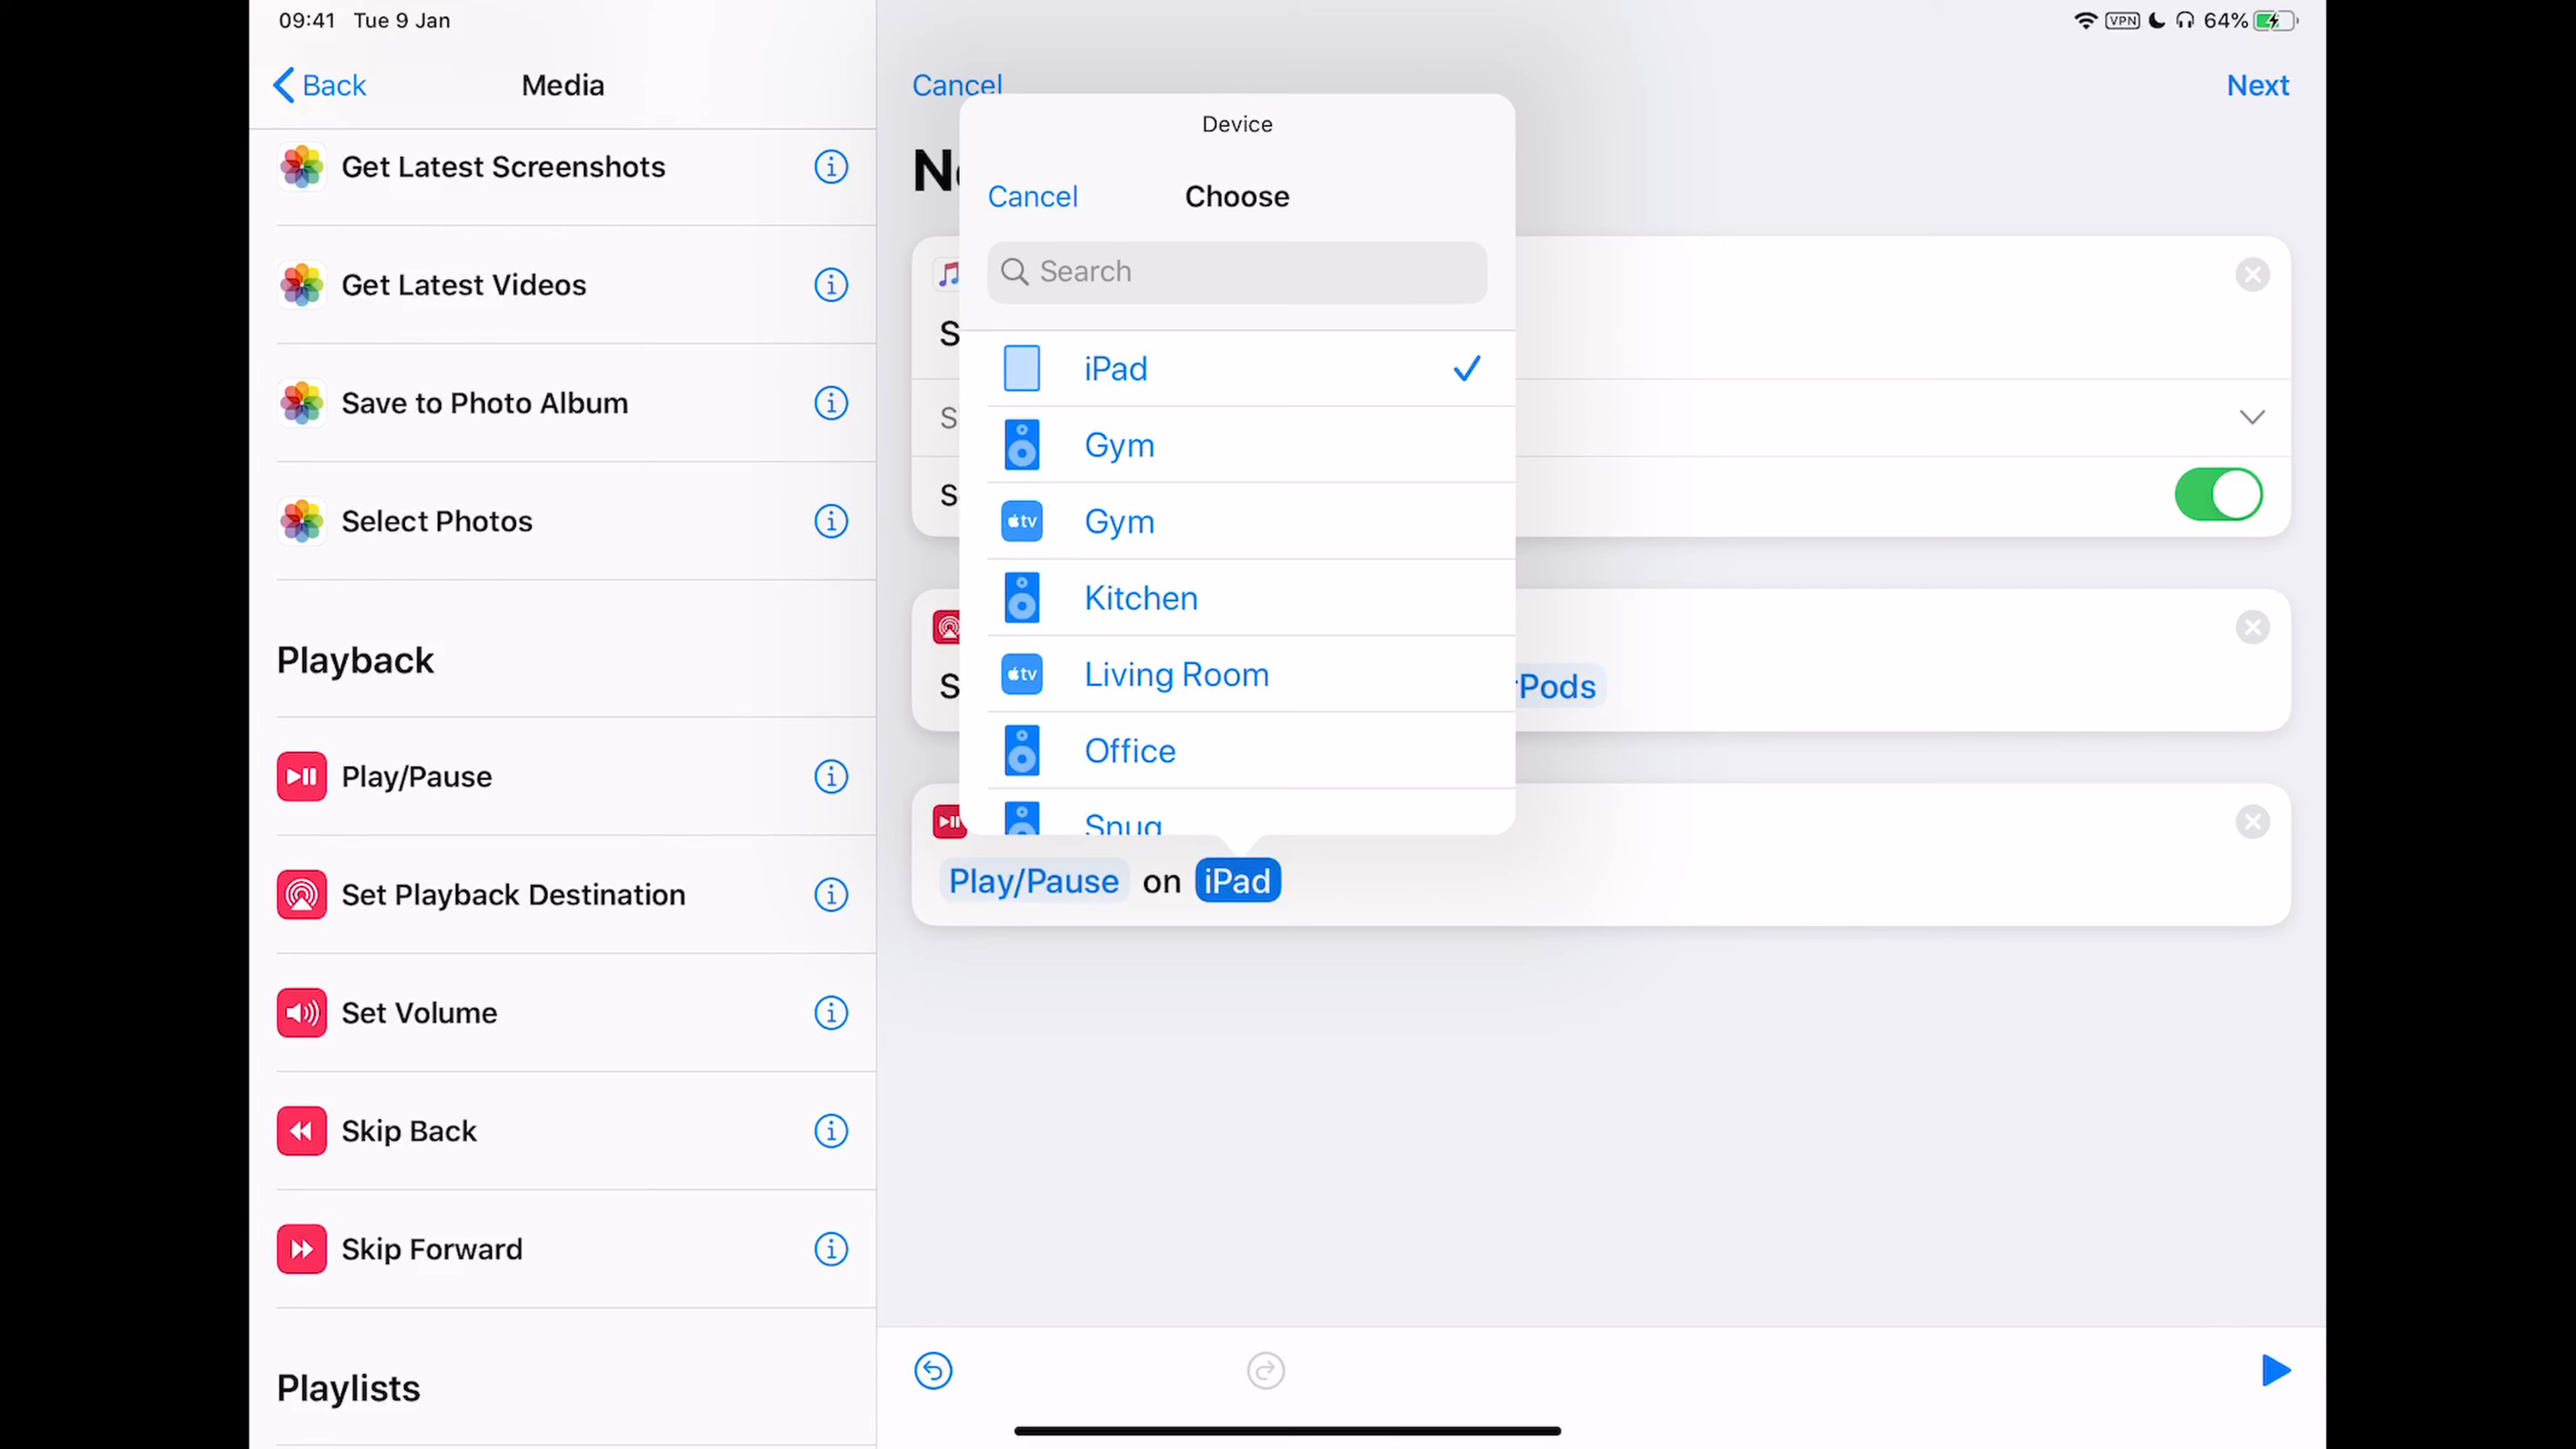 09:41 Tue 9 Jan
VPN 64%
Back Media
Get Latest Screenshots
Get Latest Videos
Save to Photo Album
Select Photos
Playback
Play/Pause
Set Playback Destination
Set Volume
Skip Back
Skip Forward
Playlists
Cancel Next
Device
Cancel Choose
Search
iPad
Gym
tv Gym
Kitchen
tv Living Room
Office
Snug
S
S
S
S
Pods
Play/Pause on iPad